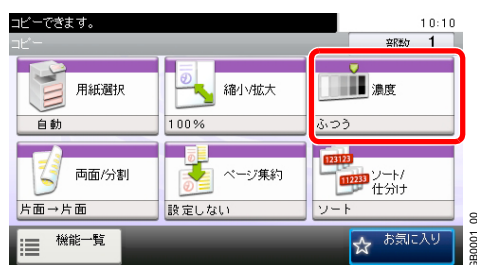 コピーできます。
10:10
コピー
部数 1
用紙選択
自動
縮小/拡大
100%
濃度
ふつう
両面/分割
片面→片面
ページ集約
設定しない
123123
112233
ソート/
仕分け
ソート
機能一覧
お気に入り
GB0001_00